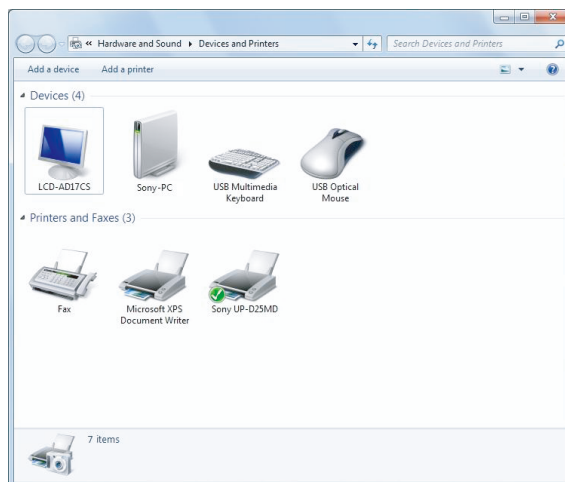 « Hardware and Sound ▸ Devices and Printers
Search Devices and Printers
Add a device Add a printer
Devices (4)
LCD-AD17CS
Sony-PC
USB Multimedia
Keyboard
USB Optical
Mouse
Printers and Faxes (3)
Fax
Microsoft XPS
Document Writer
Sony UP-D25MD
7 items